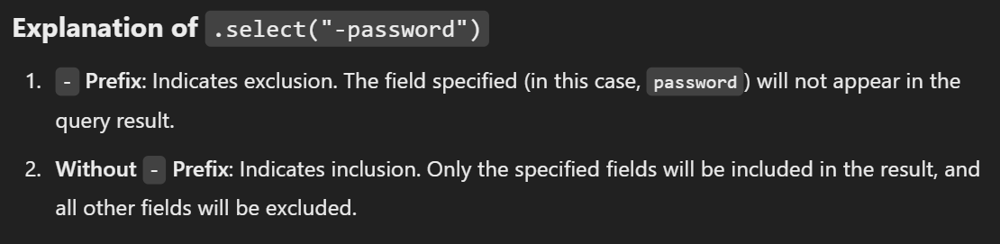 Explanation of .select("-password")
1. - Prefix: Indicates exclusion. The field specified (in this case, password) will not appear in the
query result.
2. Without - Prefix: Indicates inclusion. Only the specified fields will be included in the result, and
all other fields will be excluded.